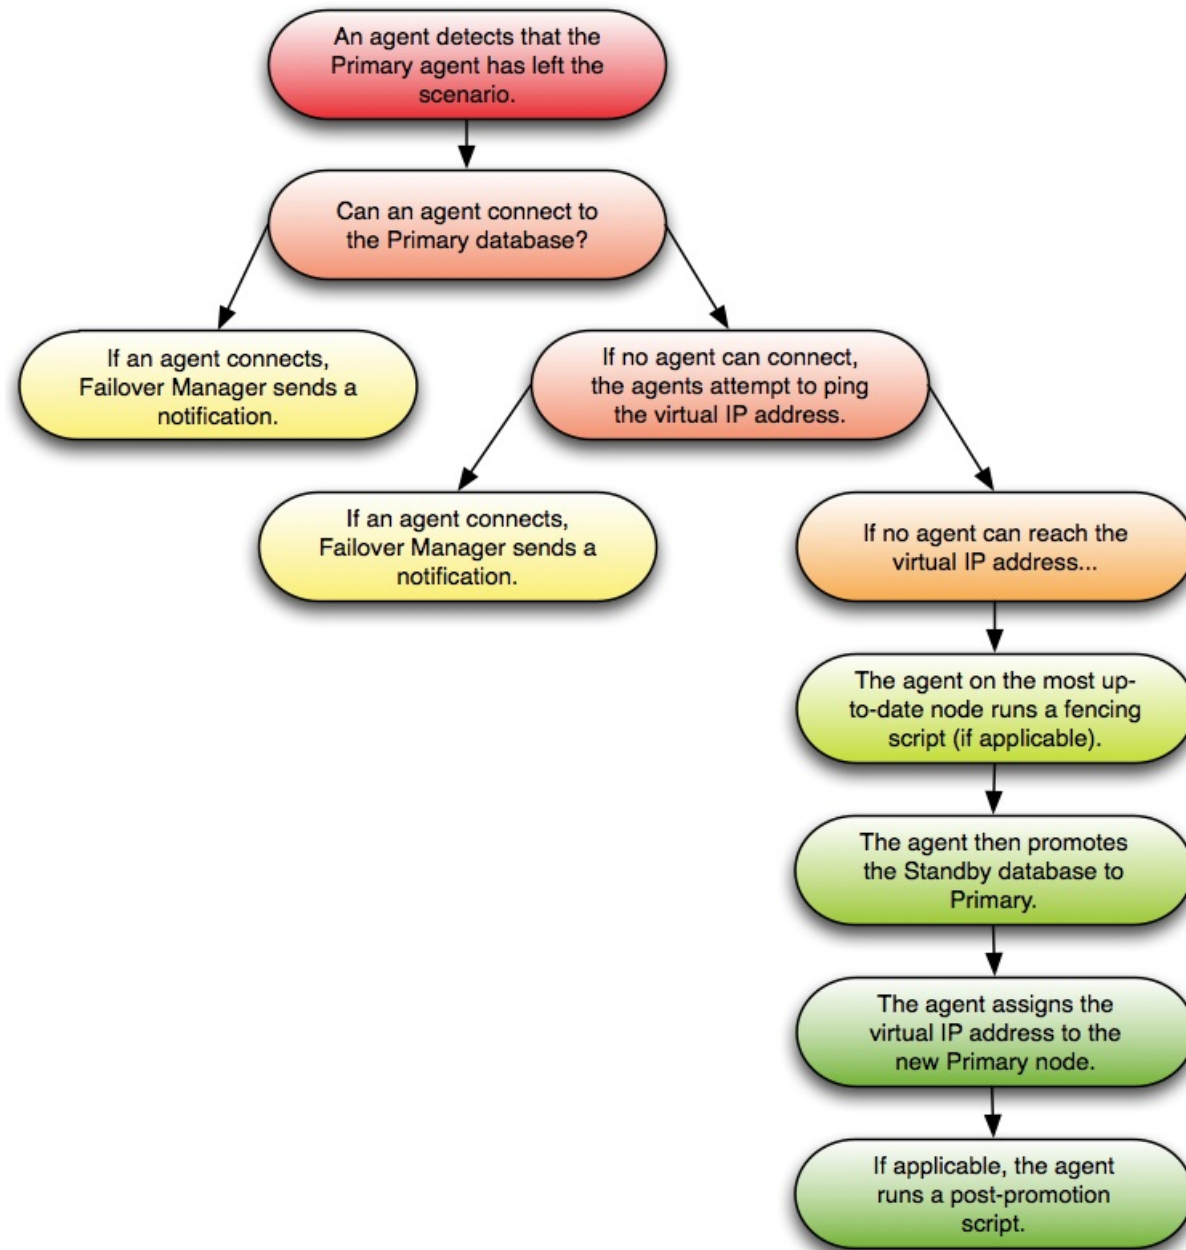 An agent detects that the
Primary agent has left the
scenario.
Can an agent connect to
the Primary database?
If an agent connects,
Failover Manager sends a
notification.
If no agent can connect,
the agents attempt to ping
the virtual IP address.
If an agent connects,
Failover Manager sends a
notification.
If no agent can reach the
virtual IP address...
The agent on the most up-
to-date node runs a fencing
script (if applicable).
The agent then promotes
the Standby database to
Primary.
The agent assigns the
virtual IP address to the
new Primary node.
If applicable, the agent
runs a post-promotion
script.